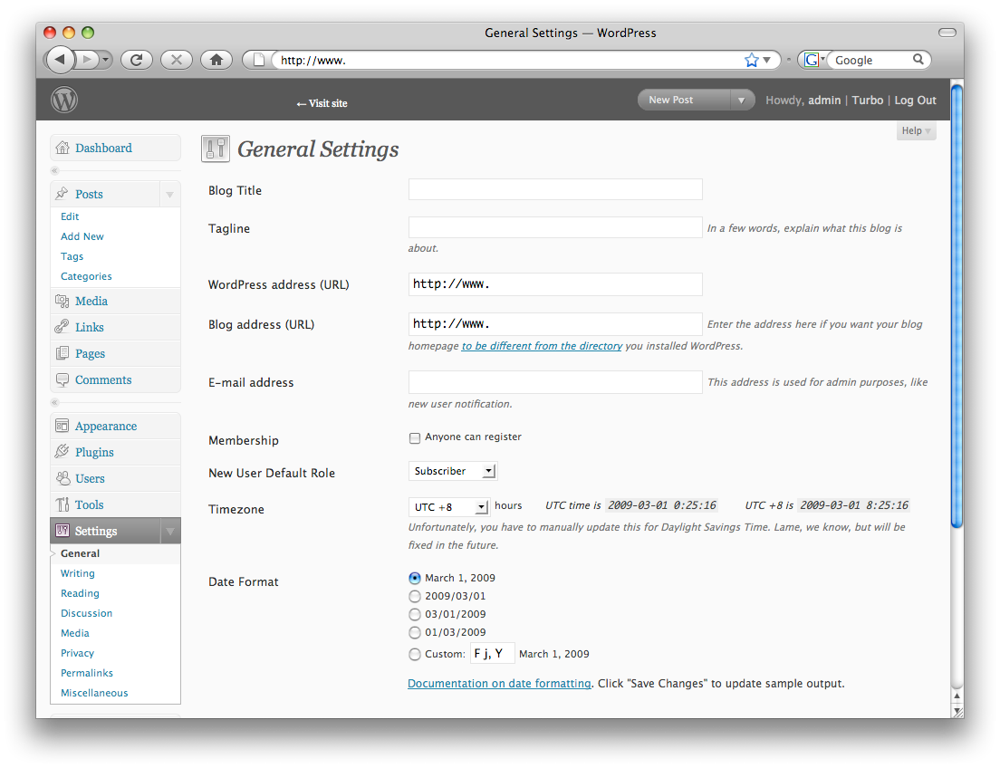 General Settings — WordPress
http://www.
Google
← Visit site
New Post
Howdy, admin | Turbo | Log Out
Help
Dashboard
Posts
Edit
Add New
Tags
Categories
Media
Links
Pages
Comments
Appearance
Plugins
Users
Tools
Settings
General
Writing
Reading
Discussion
Media
Privacy
Permalinks
Miscellaneous
General Settings
Blog Title
Tagline
In a few words, explain what this blog is
about.
WordPress address (URL)
http://www.
Blog address (URL)
http://www.
Enter the address here if you want your blog
homepage to be different from the directory you installed WordPress.
E-mail address
This address is used for admin purposes, like
new user notification.
Membership
Anyone can register
New User Default Role
Subscriber
Timezone
UTC +8 hours UTC time is 2009-03-01 0:25:16 UTC +8 is 2009-03-01 8:25:16
Unfortunately, you have to manually update this for Daylight Savings Time. Lame, we know, but will be
fixed in the future.
Date Format
March 1, 2009
2009/03/01
03/01/2009
01/03/2009
Custom: F j, Y March 1, 2009
Documentation on date formatting. Click "Save Changes" to update sample output.